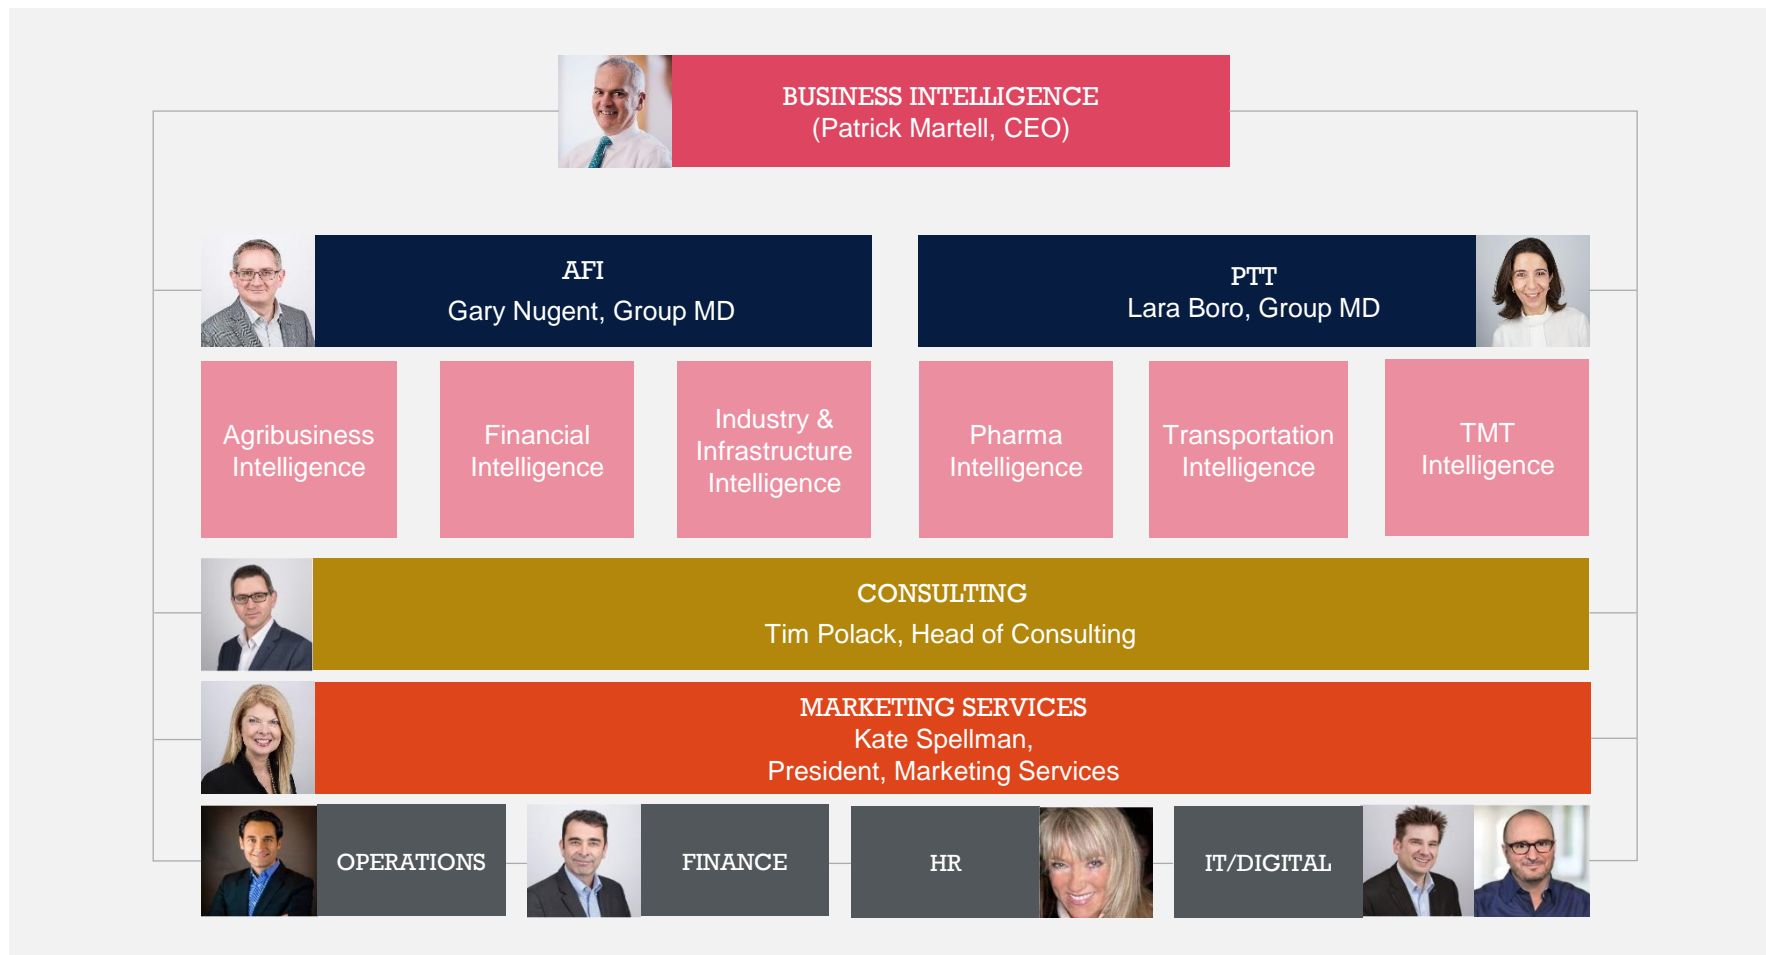 BUSINESS INTELLIGENCE
(Patrick Martell, CEO)
AFI
Gary Nugent, Group MD
PTT
Lara Boro, Group MD
Agribusiness
Intelligence
Financial
Intelligence
Industry &
Infrastructure
Intelligence
Pharma
Intelligence
Transportation
Intelligence
TMT
Intelligence
CONSULTING
Tim Polack, Head of Consulting
MARKETING SERVICES
Kate Spellman,
President, Marketing Services
OPERATIONS
FINANCE
HR
IT/DIGITAL